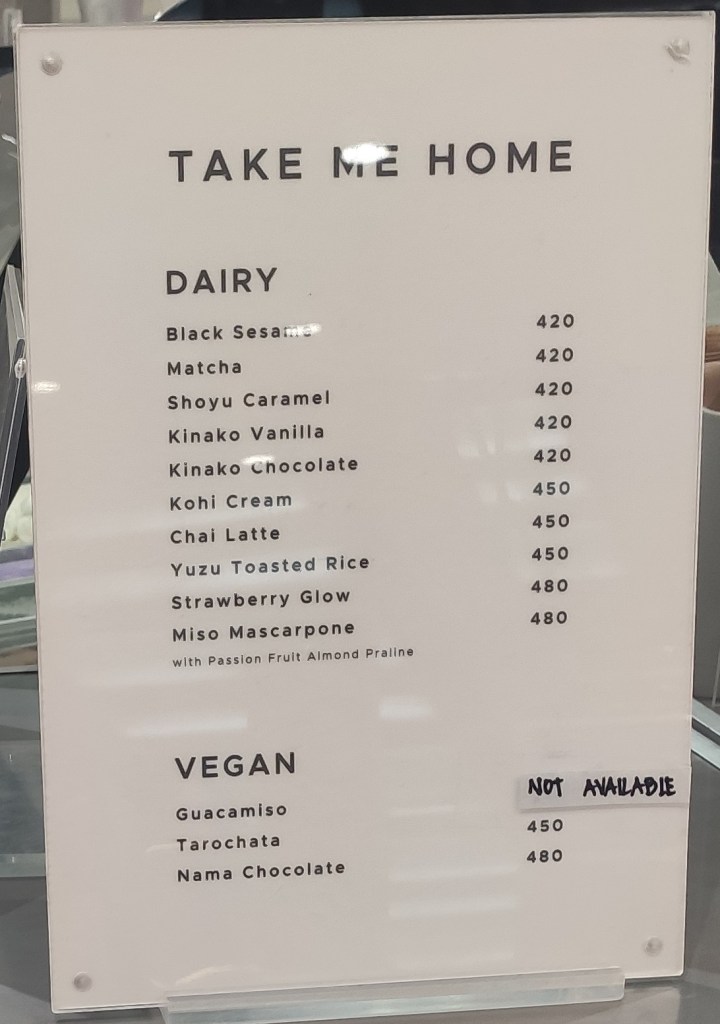 TAKE ME HOME
DAIRY
Black Sesame 420
Matcha 420
Shoyu Caramel 420
Kinako Vanilla 420
Kinako Chocolate 420
Kohi Cream 450
Chai Latte 450
Yuzu Toasted Rice 450
Strawberry Glow 480
Miso Mascarpone 480
with Passion Fruit Almond Praline
VEGAN
Guacamiso NOT AVAILABLE
Tarochata 450
Nama Chocolate 480